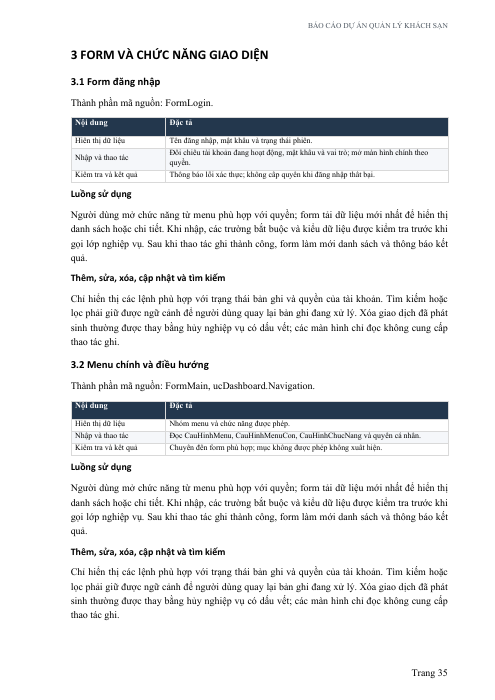 BÁO CÁO DỰ ÁN QUẢN LÝ KHÁCH SẠN
3 FORM VÀ CHỨC NĂNG GIAO DIỆN
3.1 Form đăng nhập
Thành phần mã nguồn: FormLogin.
Nội dung Đặc tả
Hiển thị dữ liệu Tên đăng nhập, mật khẩu và trạng thái phiên.
Nhập và thao tác Đối chiếu tài khoản đang hoạt động, mật khẩu và vai trò; mở màn hình chính theo
quyền.
Kiểm tra và kết quả Thông báo lỗi xác thực; không cấp quyền khi đăng nhập thất bại.
Luồng sử dụng
Người dùng mở chức năng từ menu phù hợp với quyền; form tải dữ liệu mới nhất để hiển thị
danh sách hoặc chi tiết. Khi nhập, các trường bắt buộc và kiểu dữ liệu được kiểm tra trước khi
gọi lớp nghiệp vụ. Sau khi thao tác ghi thành công, form làm mới danh sách và thông báo kết
quả.
Thêm, sửa, xóa, cập nhật và tìm kiếm
Chỉ hiển thị các lệnh phù hợp với trạng thái bản ghi và quyền của tài khoản. Tìm kiếm hoặc
lọc phải giữ được ngữ cảnh để người dùng quay lại bản ghi đang xử lý. Xóa giao dịch đã phát
sinh thường được thay bằng hủy nghiệp vụ có dấu vết; các màn hình chỉ đọc không cung cấp
thao tác ghi.
3.2 Menu chính và điều hướng
Thành phần mã nguồn: FormMain, ucDashboard.Navigation.
Nội dung Đặc tả
Hiển thị dữ liệu Nhóm menu và chức năng được phép.
Nhập và thao tác Đọc CauHinhMenu, CauHinhMenuCon, CauHinhChucNang và quyền cá nhân.
Kiểm tra và kết quả Chuyển đến form phù hợp; mục không được phép không xuất hiện.
Luồng sử dụng
Người dùng mở chức năng từ menu phù hợp với quyền; form tải dữ liệu mới nhất để hiển thị
danh sách hoặc chi tiết. Khi nhập, các trường bắt buộc và kiểu dữ liệu được kiểm tra trước khi
gọi lớp nghiệp vụ. Sau khi thao tác ghi thành công, form làm mới danh sách và thông báo kết
quả.
Thêm, sửa, xóa, cập nhật và tìm kiếm
Chỉ hiển thị các lệnh phù hợp với trạng thái bản ghi và quyền của tài khoản. Tìm kiếm hoặc
lọc phải giữ được ngữ cảnh để người dùng quay lại bản ghi đang xử lý. Xóa giao dịch đã phát
sinh thường được thay bằng hủy nghiệp vụ có dấu vết; các màn hình chỉ đọc không cung cấp
thao tác ghi.
Trang 35